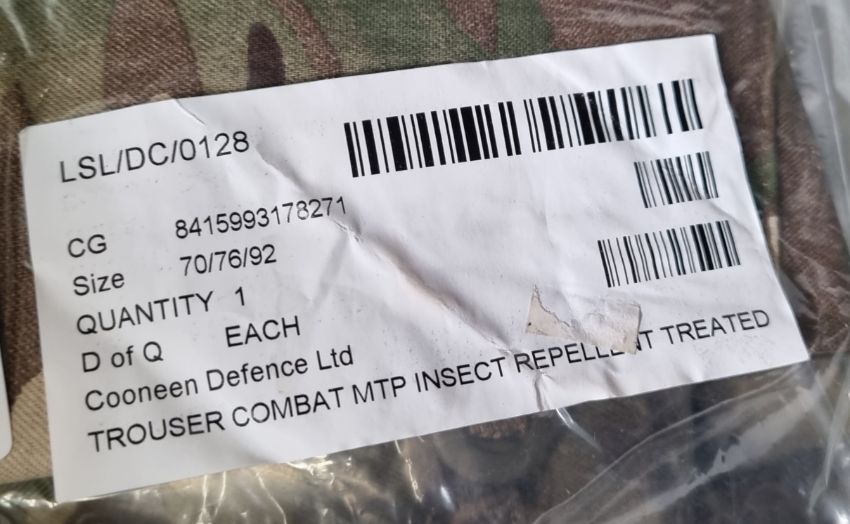 LSL/DC/0128
CG 8415993178271
Size 70/76/92
QUANTITY 1
D of Q EACH
Cooneen Defence Ltd
TROUSER COMBAT MTP INSECT REPELLENT TREATED